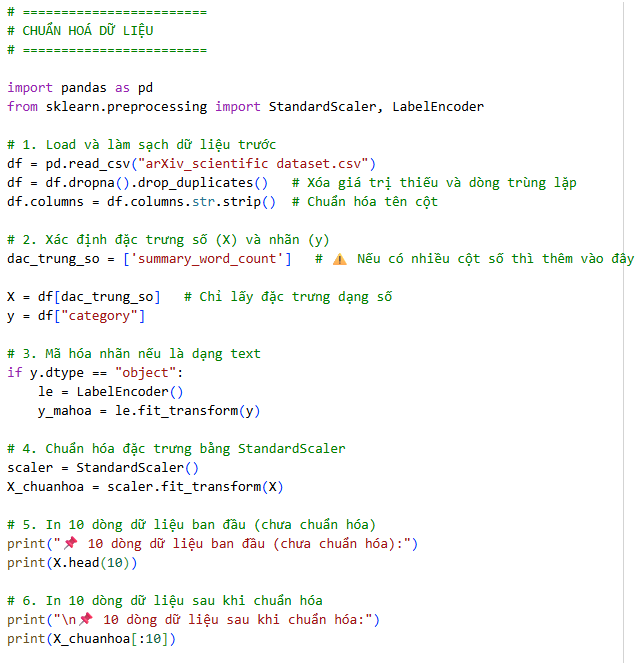 # ========================
# CHUẨN HOÁ DỮ LIỆU
# ========================
import pandas as pd
from sklearn.preprocessing import StandardScaler, LabelEncoder
# 1. Load và làm sạch dữ liệu trước
df = pd.read_csv("arXiv_scientific dataset.csv")
df = df.dropna().drop_duplicates()   # Xóa giá trị thiếu và dòng trùng lặp
df.columns = df.columns.str.strip()  # Chuẩn hóa tên cột
# 2. Xác định đặc trưng số (X) và nhãn (y)
dac_trung_so = ['summary_word_count']   # ⚠️ Nếu có nhiều cột số thì thêm vào đây
X = df[dac_trung_so]   # Chỉ lấy đặc trưng dạng số
y = df["category"]
# 3. Mã hóa nhãn nếu là dạng text
if y.dtype == "object":
    le = LabelEncoder()
    y_mahoa = le.fit_transform(y)
# 4. Chuẩn hóa đặc trưng bằng StandardScaler
scaler = StandardScaler()
X_chuanhoa = scaler.fit_transform(X)
# 5. In 10 dòng dữ liệu ban đầu (chưa chuẩn hóa)
print("📌 10 dòng dữ liệu ban đầu (chưa chuẩn hóa):")
print(X.head(10))
# 6. In 10 dòng dữ liệu sau khi chuẩn hóa
print("\n📌 10 dòng dữ liệu sau khi chuẩn hóa:")
print(X_chuanhoa[:10])